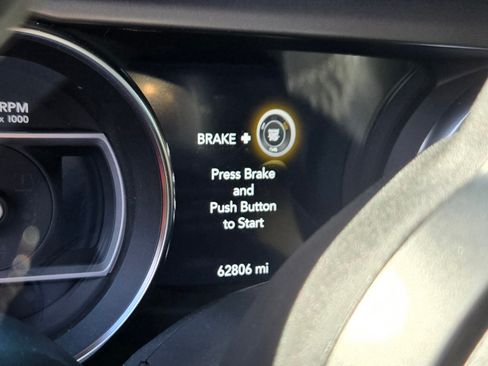 RPM
x 1000
BRAKE +
Press Brake
and
Push Button
to Start
62806 mi